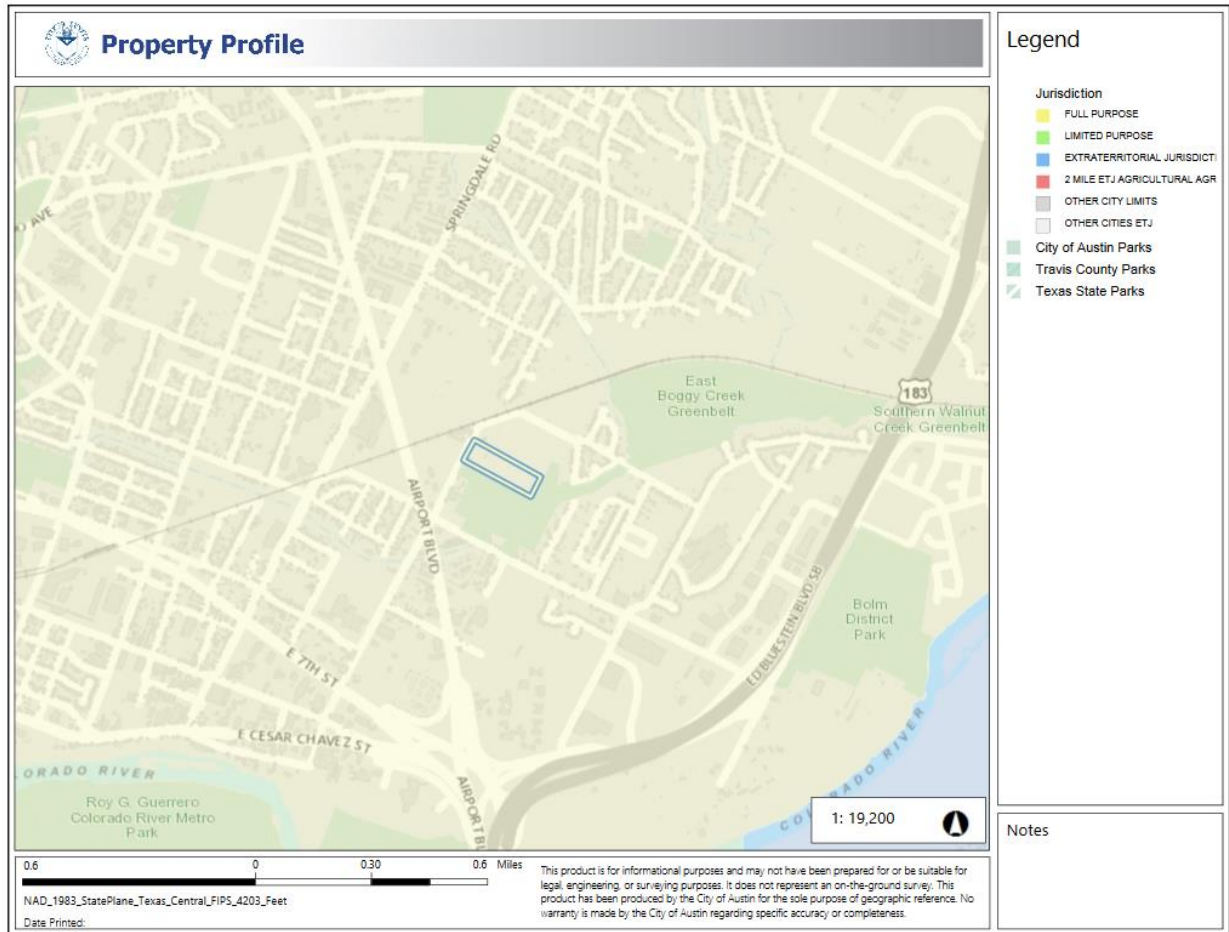 Property Profile
SPRINGDALE RD
AVE
East
Boggy Creek
Greenbelt
183
Southern Walnut
Creek Greenbelt
AIRPORT BLVD
Bolm
District
Park
E 7TH ST
ED BLUESTEIN BLVD SB
E CESAR CHAVEZ ST
COLORADO RIVER
ORADO RIVER
AIRPORT BL
Roy G. Guerrero
Colorado River Metro
Park
1: 19,200
0.6 0 0.30 0.6 Miles
NAD_1983_StatePlane_Texas_Central_FIPS_4203_Feet
Date Printed:
This product is for informational purposes and may not have been prepared for or be suitable for
legal, engineering, or surveying purposes. It does not represent an on-the-ground survey. This
product has been produced by the City of Austin for the sole purpose of geographic reference. No
warranty is made by the City of Austin regarding specific accuracy or completeness.
Legend
Jurisdiction
FULL PURPOSE
LIMITED PURPOSE
EXTRATERRITORIAL JURISDICTI
2 MILE ETJ AGRICULTURAL AGR
OTHER CITY LIMITS
OTHER CITIES ETJ
City of Austin Parks
Travis County Parks
Texas State Parks
Notes